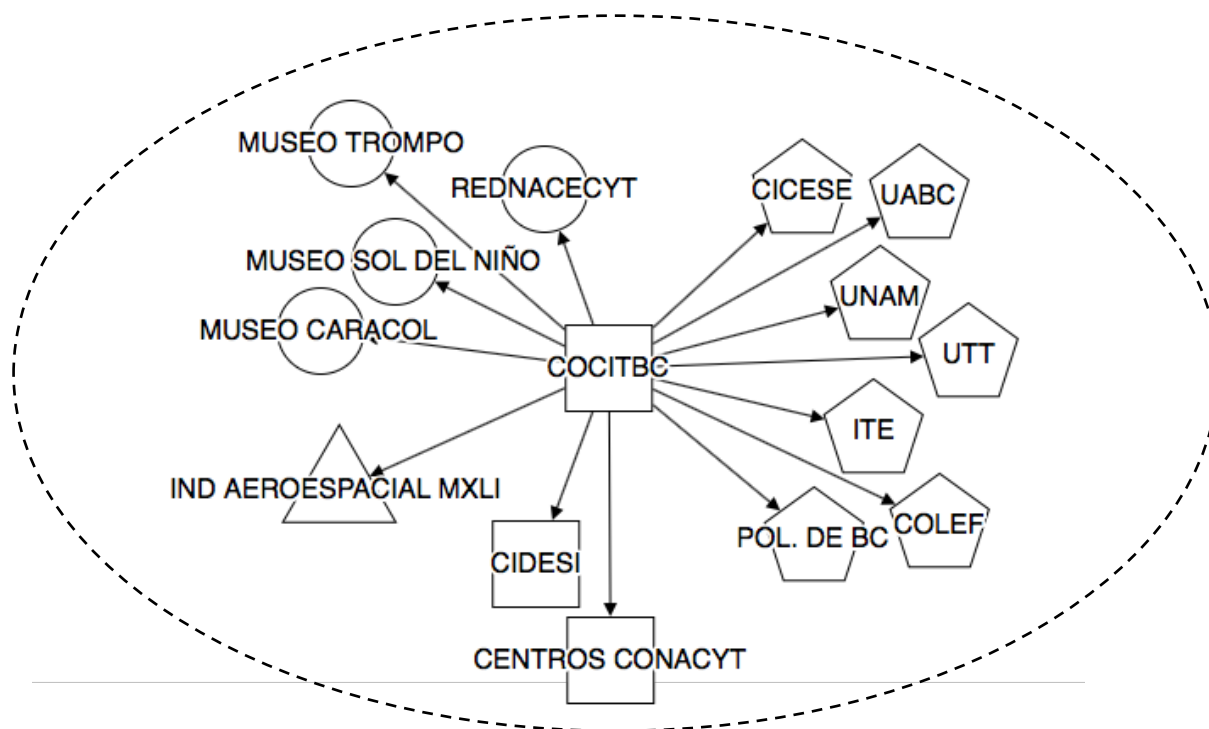 MUSEO TROMPO
REDNACECYT
CICESE
UABC
MUSEO SOL DEL NIÑO
UNAM
MUSEO CARACOL
UTT
COCITBC
ITE
IND AEROESPACIAL MXLI
COLEF
POL. DE BC
CIDESI
CENTROS CONACYT